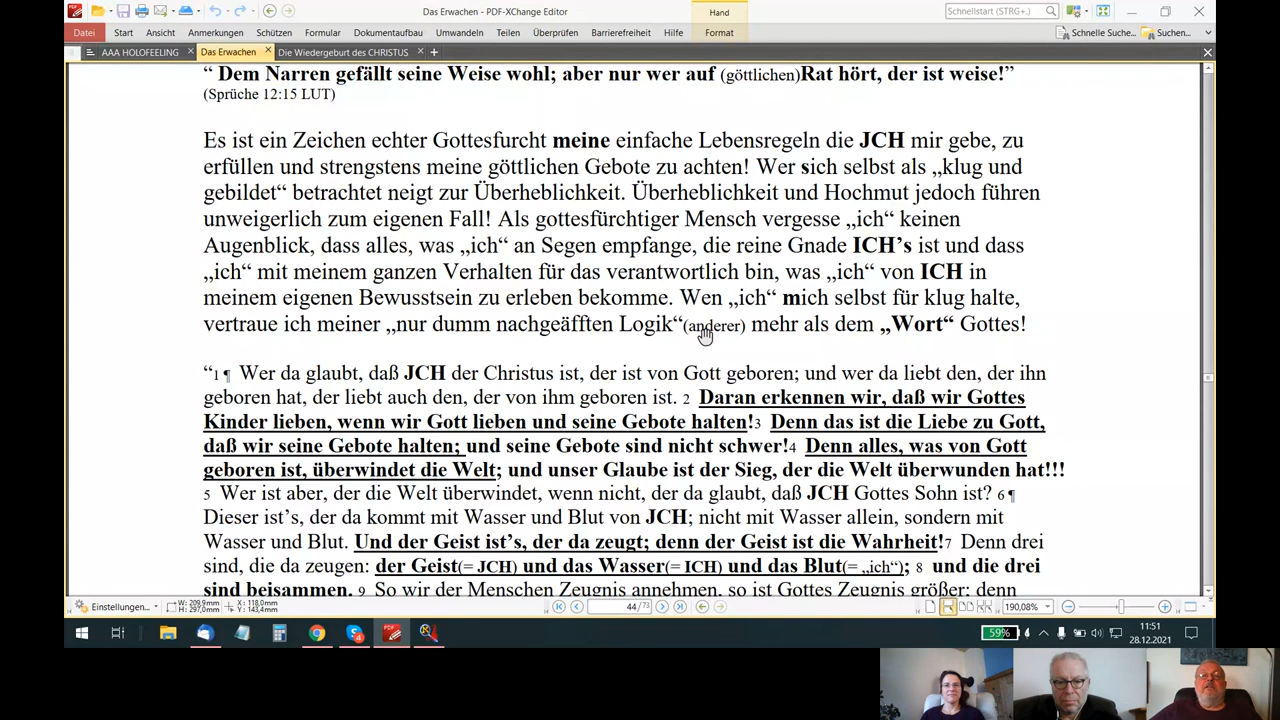 Das Erwachen - PDF-XChange Editor
Hand
Schnellstart (STRG+.)
Datei Start Ansicht Anmerkungen Schützen Formular Dokumentaufbau Umwandeln Teilen Überprüfen Barrierefreiheit Hilfe Format Schnelle Suche... Suchen...
AAA HOLOFEELING Das Erwachen Die Wiedergeburt des CHRISTUS
“ Dem Narren gefällt seine Weise wohl; aber nur wer auf (göttlichen)Rat hört, der ist weise!”
(Sprüche 12:15 LUT)
Es ist ein Zeichen echter Gottesfurcht meine einfache Lebensregeln die JCH mir gebe, zu
erfüllen und strengstens meine göttlichen Gebote zu achten! Wer sich selbst als „klug und
gebildet“ betrachtet neigt zur Überheblichkeit. Überheblichkeit und Hochmut jedoch führen
unweigerlich zum eigenen Fall! Als gottesfürchtiger Mensch vergesse „ich“ keinen
Augenblick, dass alles, was „ich“ an Segen empfange, die reine Gnade ICH’s ist und dass
„ich“ mit meinem ganzen Verhalten für das verantwortlich bin, was „ich“ von ICH in
meinem eigenen Bewusstsein zu erleben bekomme. Wen „ich“ mich selbst für klug halte,
vertraue ich meiner „nur dumm nachgeäfften Logik“(anderer) mehr als dem „Wort“ Gottes!
“1 ¶ Wer da glaubt, daß JCH der Christus ist, der ist von Gott geboren; und wer da liebt den, der ihn
geboren hat, der liebt auch den, der von ihm geboren ist. 2 Daran erkennen wir, daß wir Gottes
Kinder lieben, wenn wir Gott lieben und seine Gebote halten!3 Denn das ist die Liebe zu Gott,
daß wir seine Gebote halten; und seine Gebote sind nicht schwer!4 Denn alles, was von Gott
geboren ist, überwindet die Welt; und unser Glaube ist der Sieg, der die Welt überwunden hat!!!
5 Wer ist aber, der die Welt überwindet, wenn nicht, der da glaubt, daß JCH Gottes Sohn ist? 6 ¶
Dieser ist’s, der da kommt mit Wasser und Blut von JCH; nicht mit Wasser allein, sondern mit
Wasser und Blut. Und der Geist ist’s, der da zeugt; denn der Geist ist die Wahrheit!7 Denn drei
sind, die da zeugen: der Geist(= JCH) und das Wasser(= ICH) und das Blut(= „ich“); 8 und die drei
sind beisammen. 9 So wir der Menschen Zeugnis annehmen, so ist Gottes Zeugnis größer; denn
Einstellungen... W: 209,9mm X: 118,0mm 44 / 73 190,08%
H: 297,0mm Y: 143,4mm
59% 11:51
28.12.2021